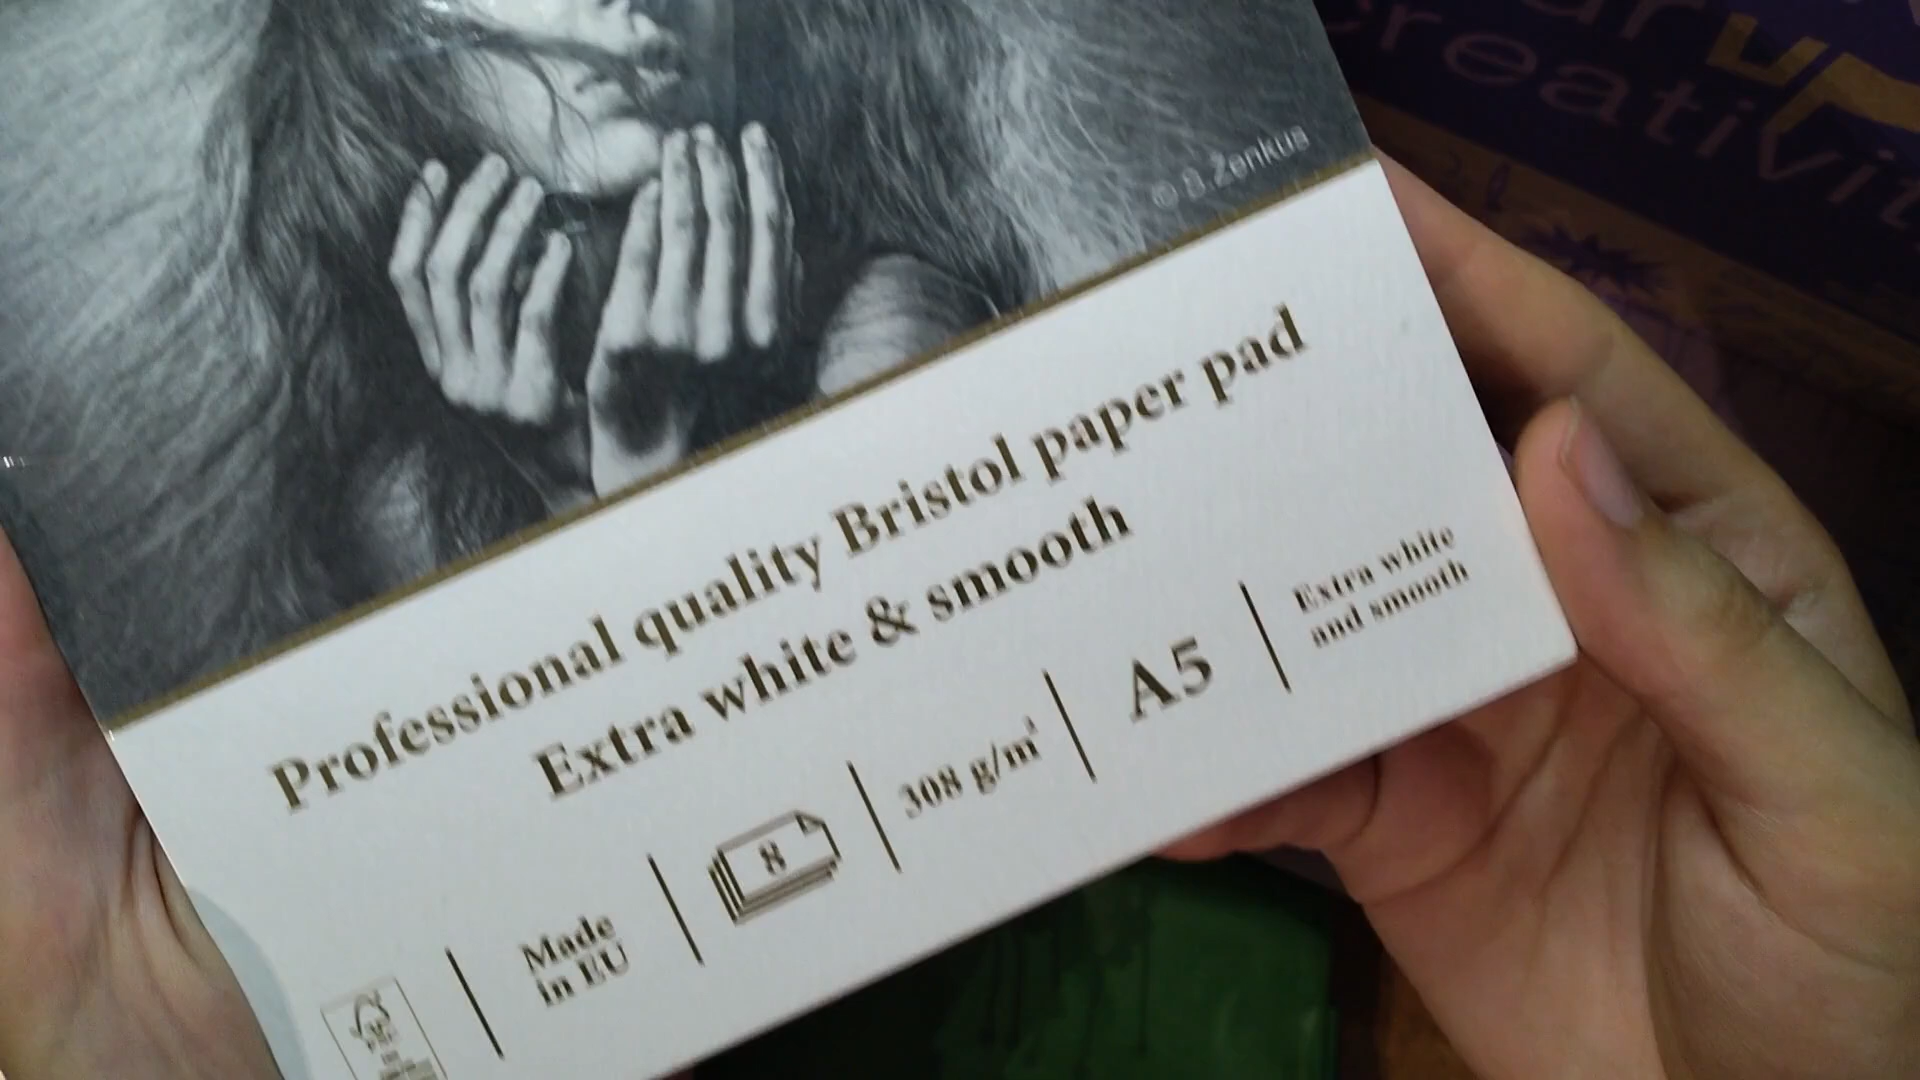 creativit
© S.Zenkus
Professional quality Bristol paper pad
Extra white & smooth
Made
in EU
8
308 g/m²
A5
Extra white
and smooth